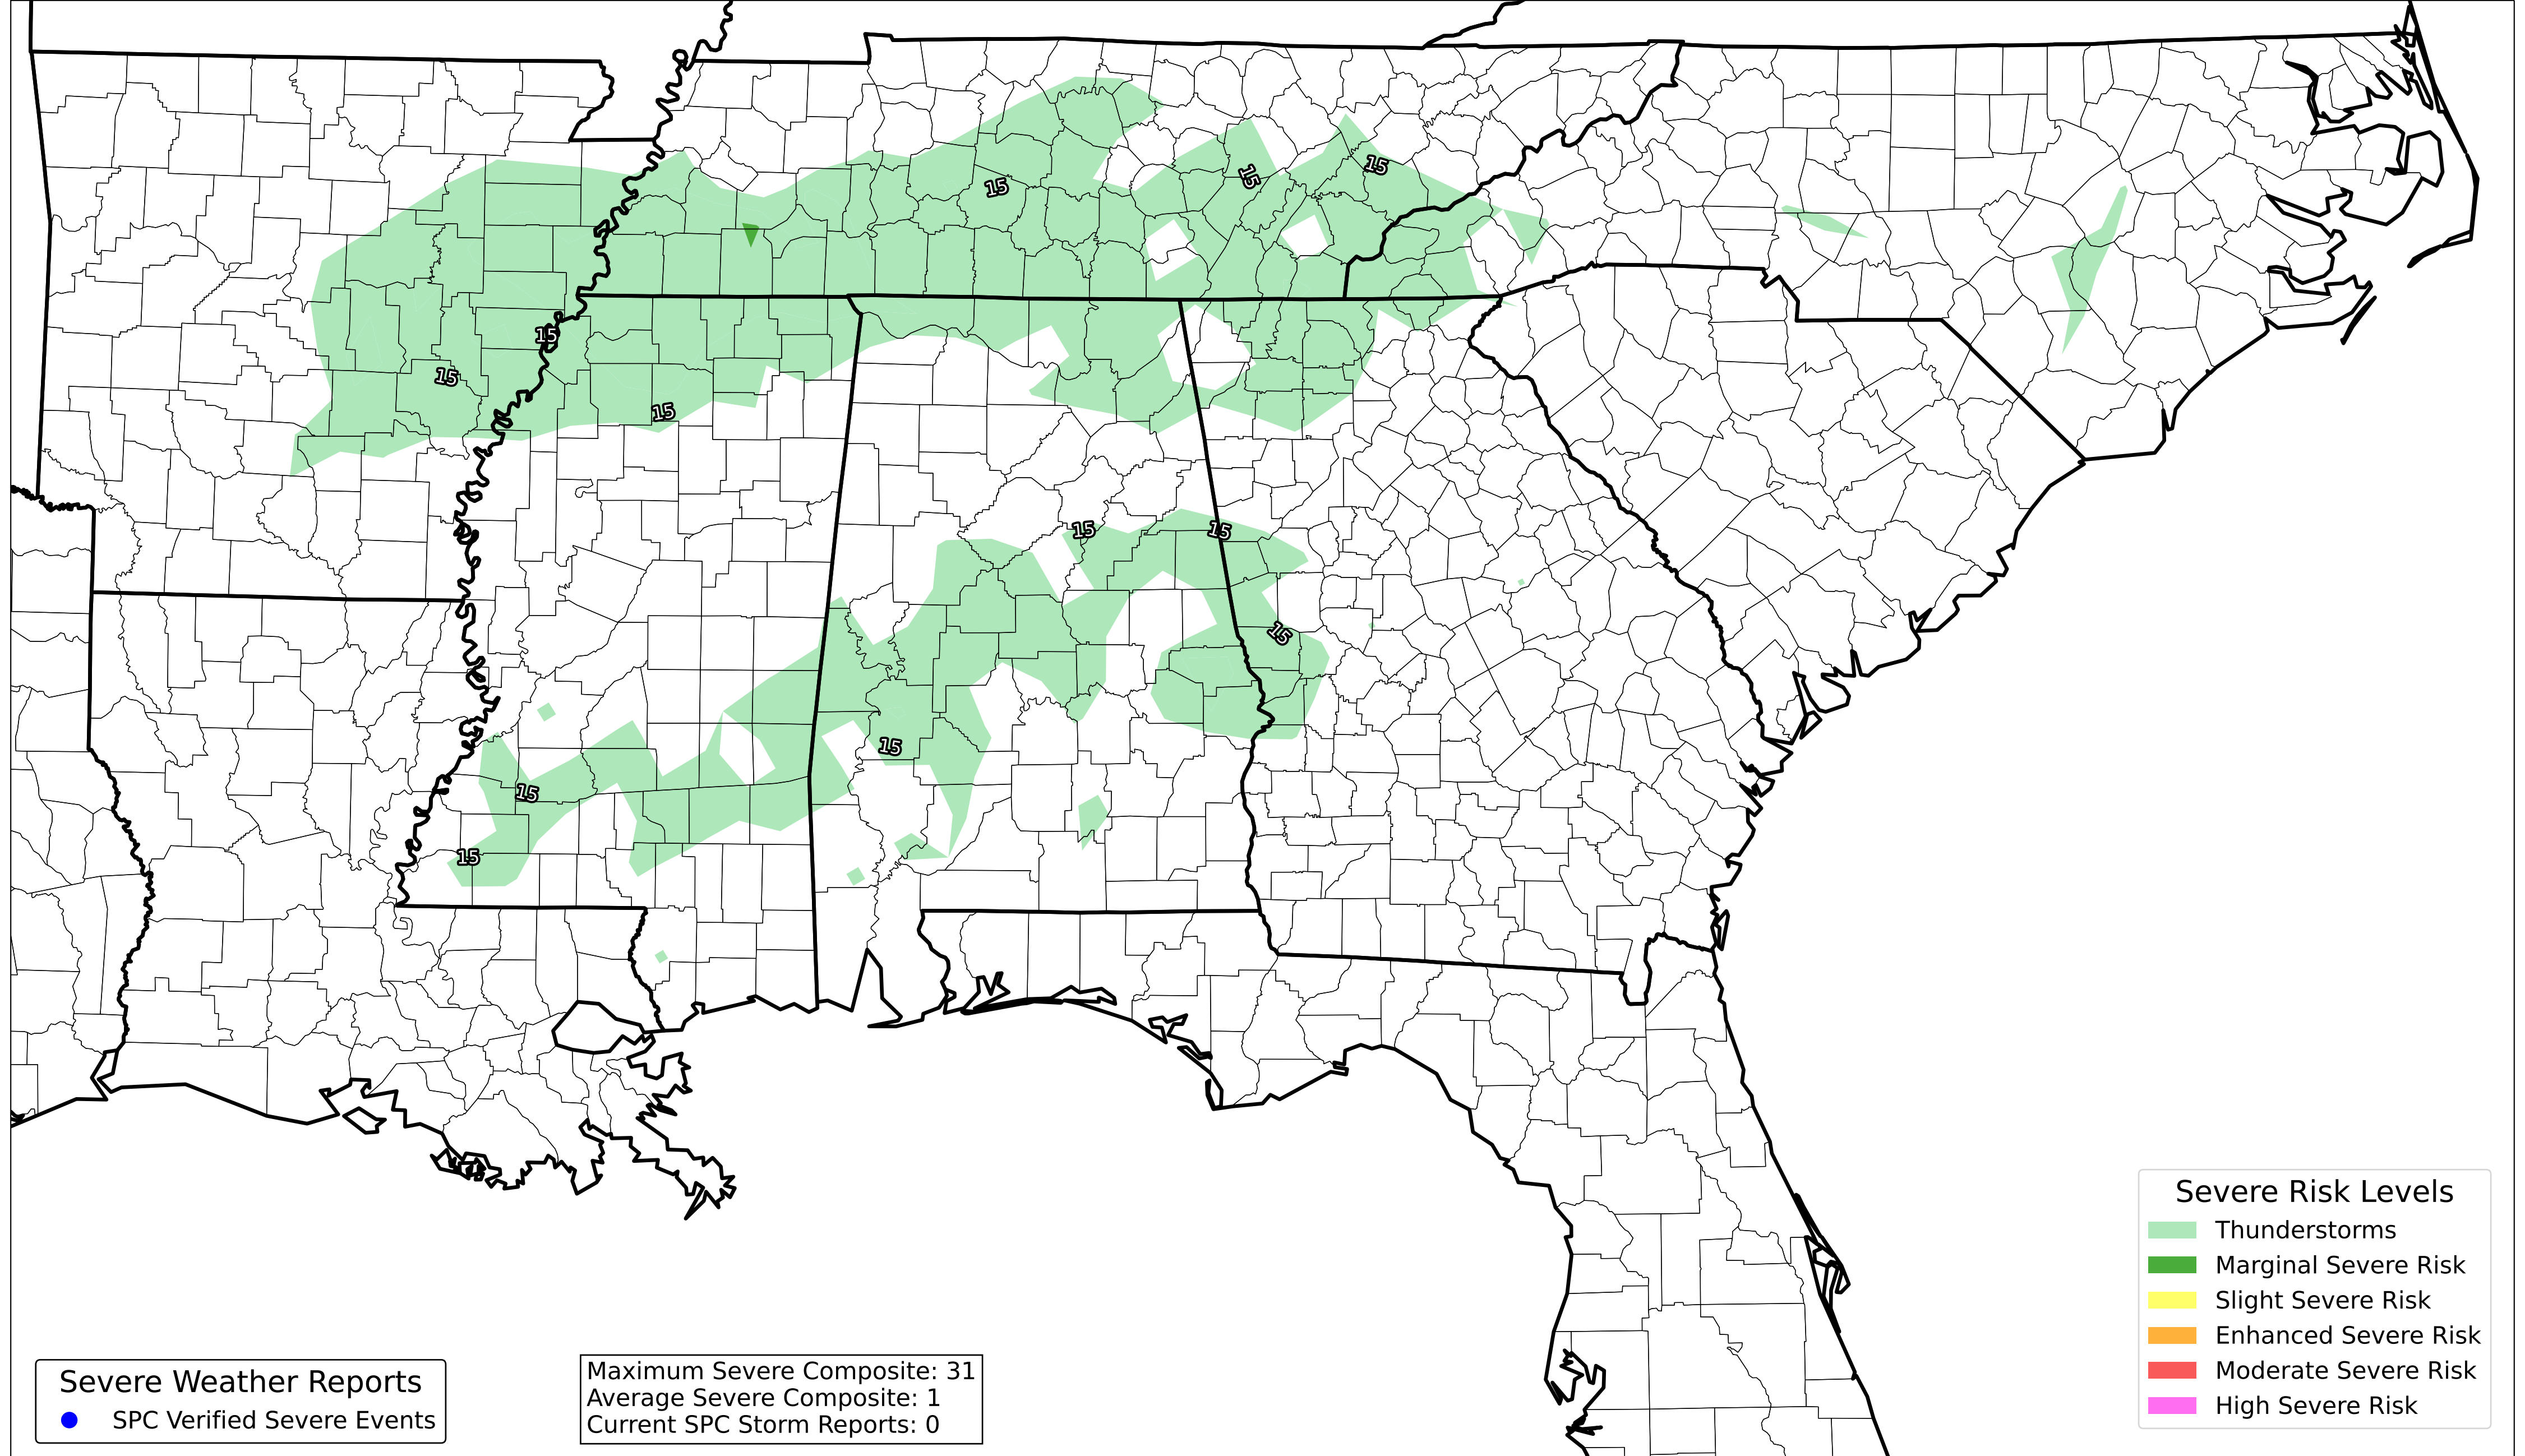 15
15
15
15
15
15
15
15
15
15
15
15
Severe Risk Levels
Thunderstorms
Marginal Severe Risk
Slight Severe Risk
Enhanced Severe Risk
Moderate Severe Risk
High Severe Risk
Severe Weather Reports
SPC Verified Severe Events
Maximum Severe Composite: 31
Average Severe Composite: 1
Current SPC Storm Reports: 0